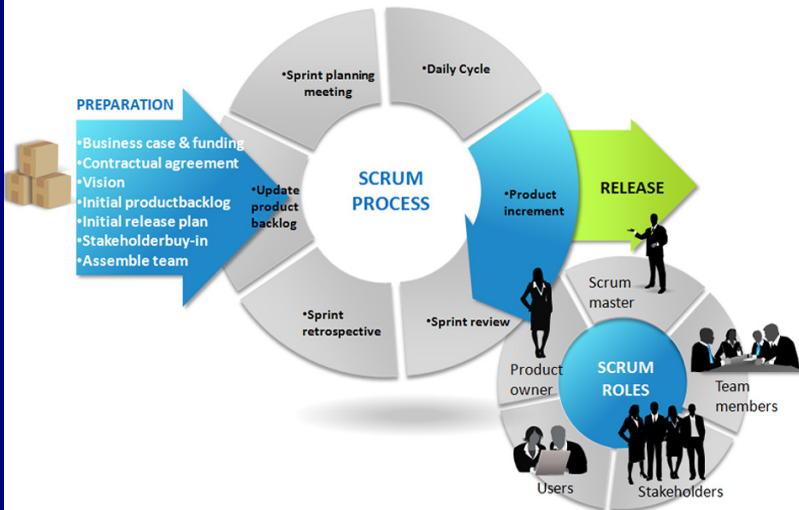 PREPARATION
•Business case & funding
•Contractual agreement
•Vision
•Initial productbacklog
•Initial release plan
•Stakeholderbuy-in
•Assemble team
•Update
product
backlog
•Sprint planning
meeting
•Daily Cycle
•Product
increment
•Sprint review
•Sprint
retrospective
SCRUM
PROCESS
RELEASE
Scrum
master
Team
members
Stakeholders
Users
Product
owner
SCRUM
ROLES